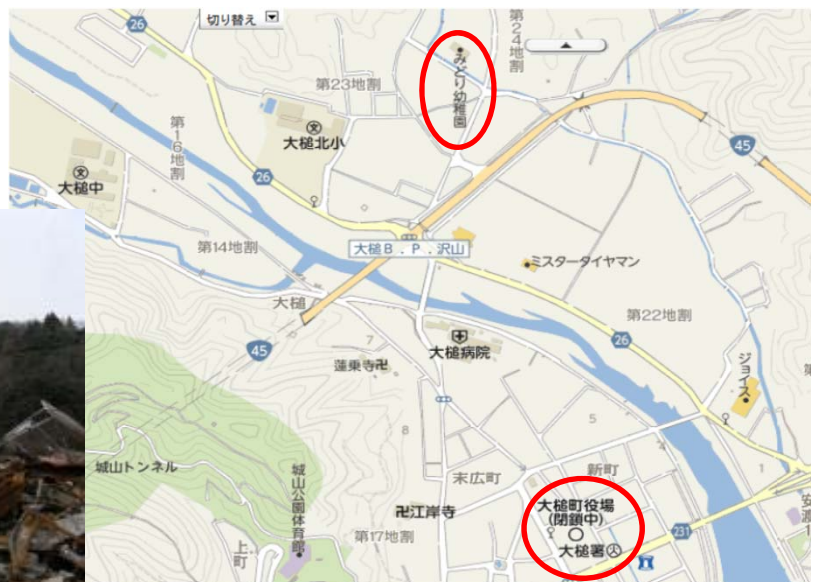 切り替え
26
第24地割
みどり幼稚園
第23地割
大槌北小
第16地割
大槌中
45
26
大槌B.P.沢山
第14地割
ミスタータイヤマン
大槌
第22地割
7
26
45
大槌病院
蓮乗寺
ジョイス
5
8
4
城山トンネル
末広町
新町
1
城山公園体育館
江岸寺
大槌町役場
(閉鎖中)
231
安渡
第17地割
大槌署
上町